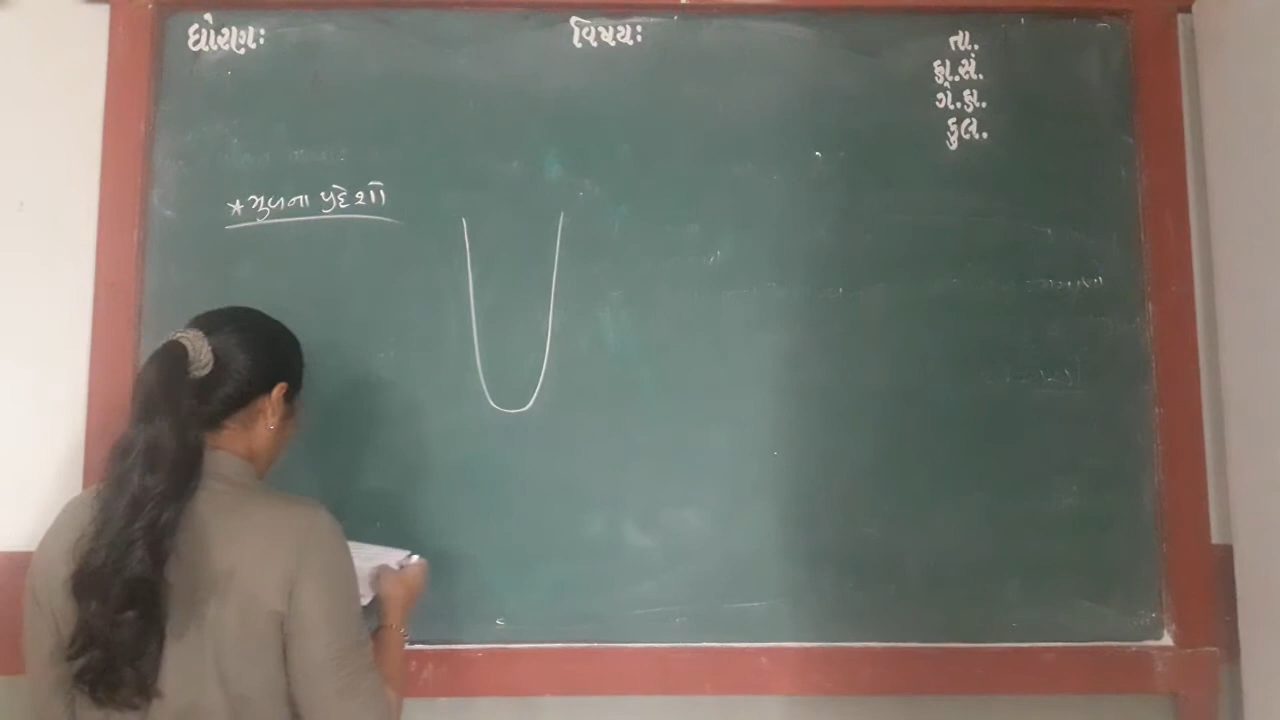 ધોરણઃ
વિષયઃ
તા.
ક્રા.સં.
ગે.હા.
કુલ.
*મુળના પ્રદેશો